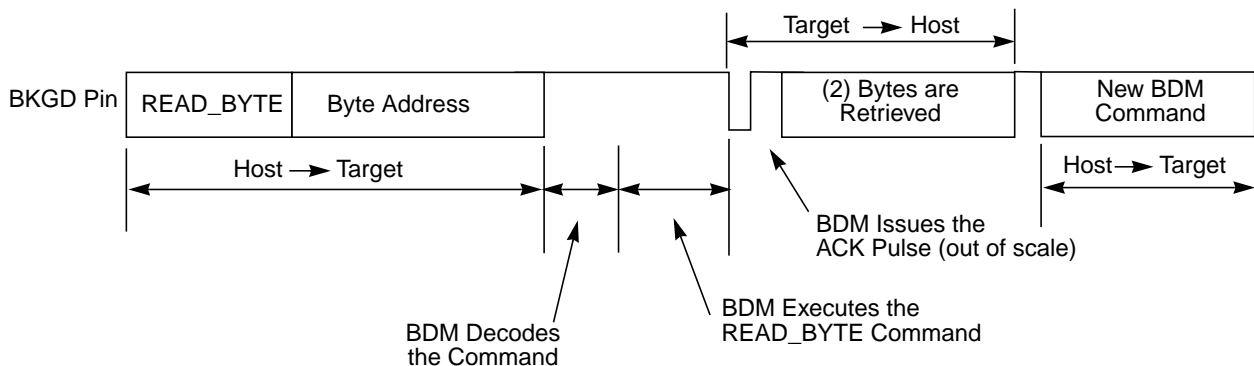 Target → Host
BKGD Pin
READ_BYTE
Byte Address
(2) Bytes are
Retrieved
New BDM
Command
Host → Target
Host → Target
BDM Issues the
ACK Pulse (out of scale)
BDM Decodes
the Command
BDM Executes the
READ_BYTE Command